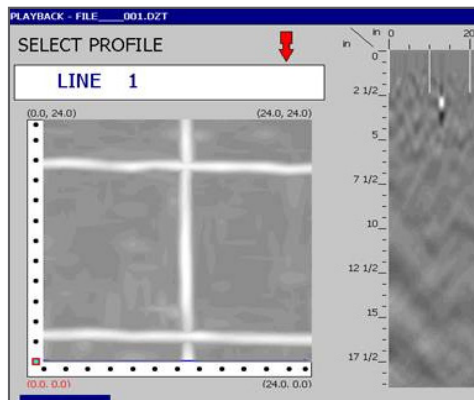 PLAYBACK - FILE____001.DZT
SELECT PROFILE
LINE 1
(0.0, 24.0) (24.0, 24.0)
(0.0, 0.0) (24.0, 0.0)
in
in
0 10 20
0
2 1/2
5
7 1/2
10
12 1/2
15
17 1/2